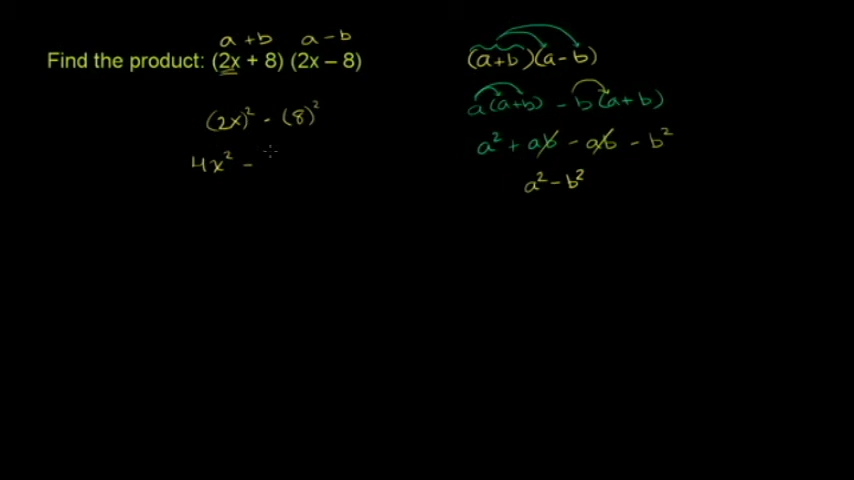 a + b a - b
Find the product: (2x + 8) (2x – 8)
(2x)² - (8)²
4x² -
(a+b)(a-b)
a(a+b) - b(a+b)
a² + ab - ab - b²
a² - b²